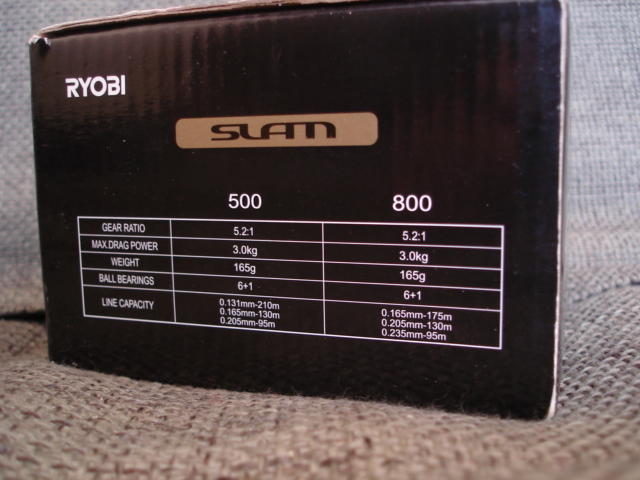 RYOBI
SLAM
500 800
GEAR RATIO 5.2:1 5.2:1
MAX.DRAG POWER 3.0kg 3.0kg
WEIGHT 165g 165g
BALL BEARINGS 6+1 6+1
LINE CAPACITY 0.131mm-210m 0.165mm-175m
0.165mm-130m 0.205mm-130m
0.205mm-95m 0.235mm-95m